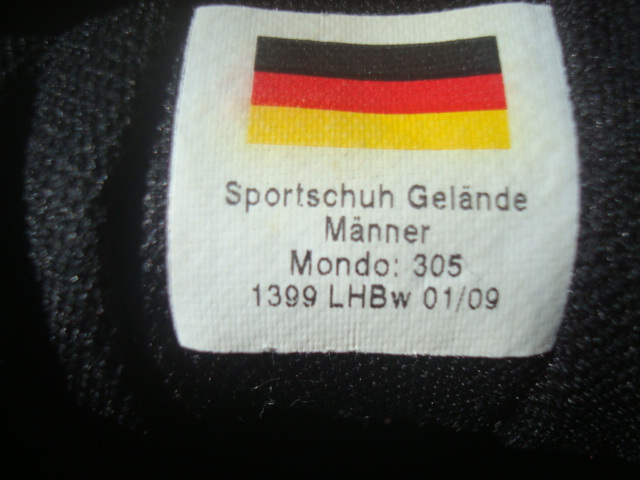 Sportschuh Gelände
Männer
Mondo: 305
1399 LHBw 01/09